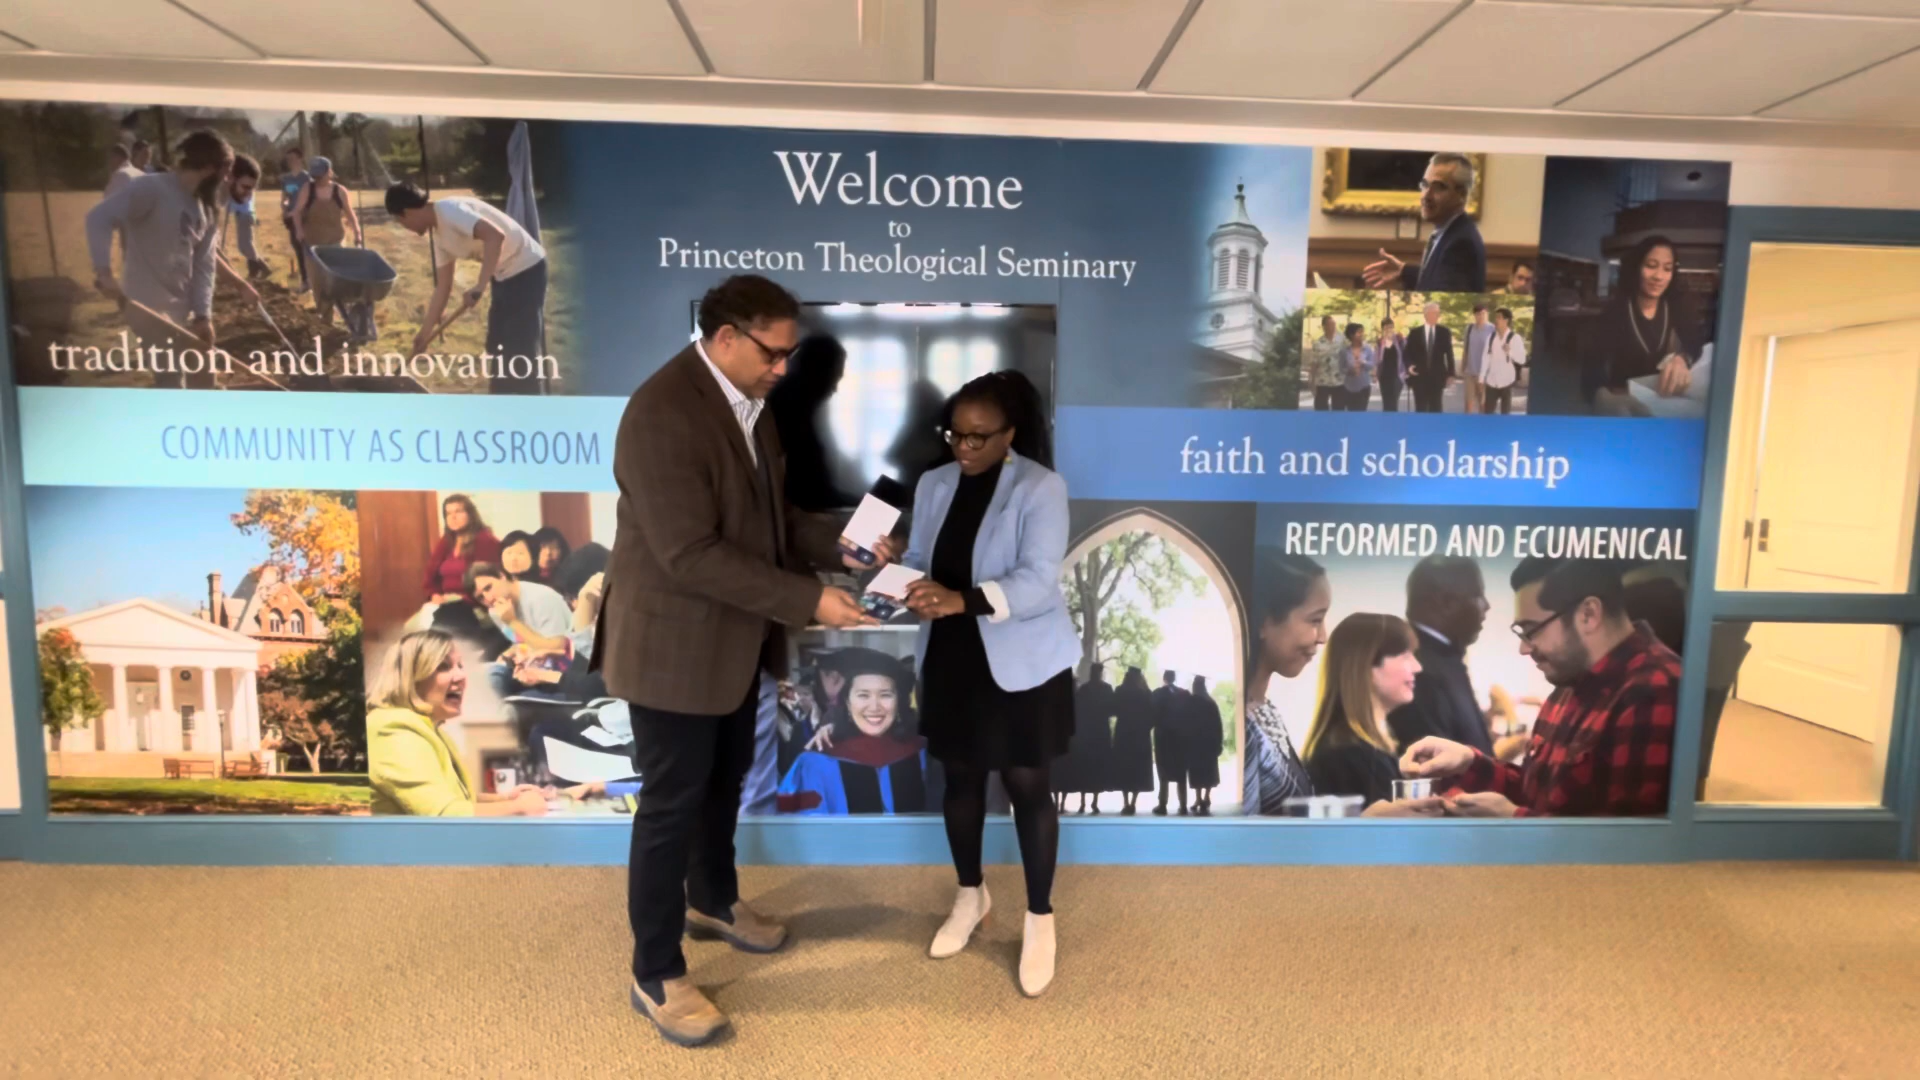 Welcome
to
Princeton Theological Seminary
tradition and innovation
COMMUNITY AS CLASSROOM
faith and scholarship
REFORMED AND ECUMENICAL